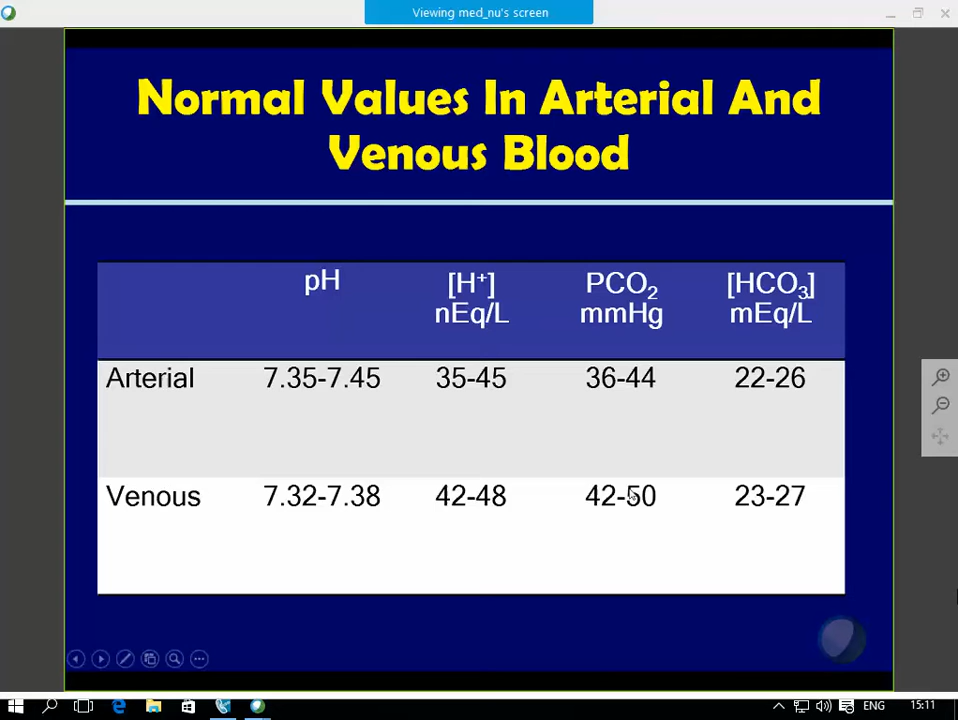 Viewing med_nu's screen
Normal Values In Arterial And
Venous Blood
pH [H+] PCO2 [HCO3]
nEq/L mmHg mEq/L
Arterial 7.35-7.45 35-45 36-44 22-26
Venous 7.32-7.38 42-48 42-50 23-27
ENG 15:11